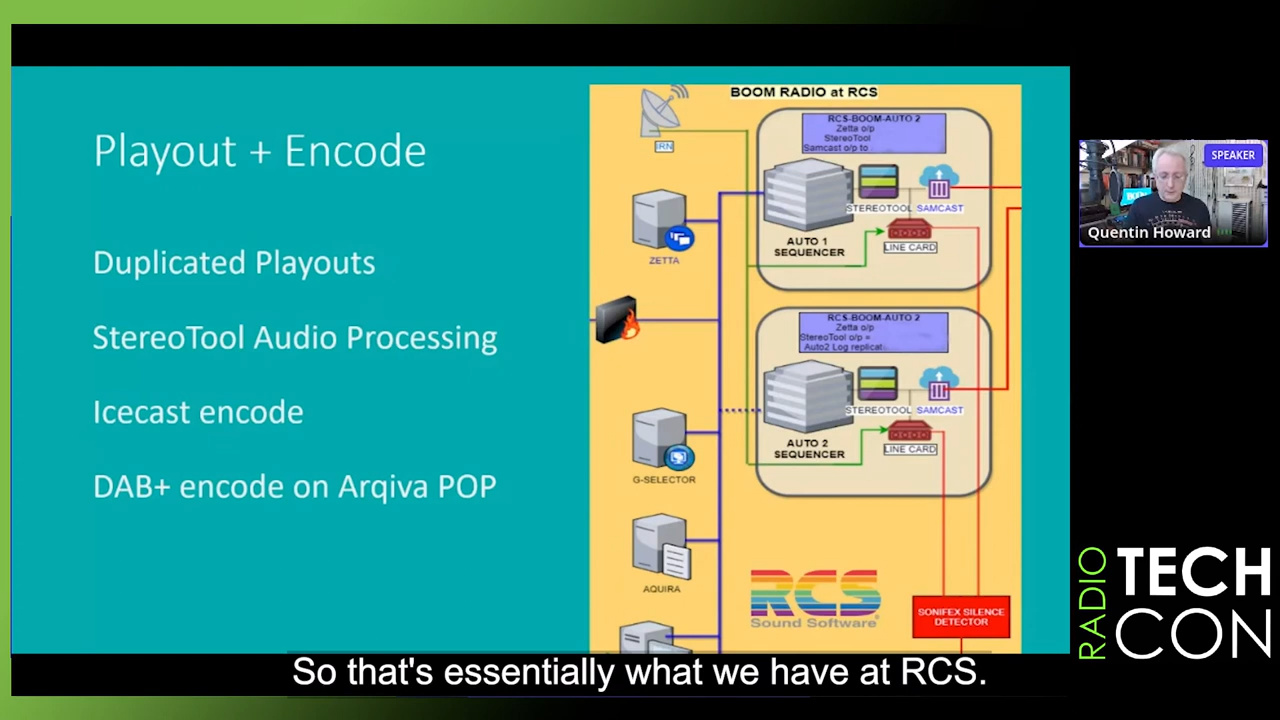 Playout + Encode
Duplicated Playouts
StereoTool Audio Processing
Icecast encode
DAB+ encode on Arqiva POP
BOOM RADIO at RCS
IRN
ZETTA
G-SELECTOR
AQUIRA
RCS-BOOM-AUTO 2
Zetta o/p
StereoTool
Samcast o/p to
STEREOTOOL SAMCAST
AUTO 1
SEQUENCER
LINE CARD
RCS-BOOM-AUTO 2
Zetta o/p
StereoTool o/p =
Auto2 Log replicat
STEREOTOOL SAMCAST
AUTO 2
SEQUENCER
LINE CARD
RCS
Sound Software
SONIFEX SILENCE
DETECTOR
SPEAKER
Quentin Howard
RADIO
TECH
CON
So that's essentially what we have at RCS.